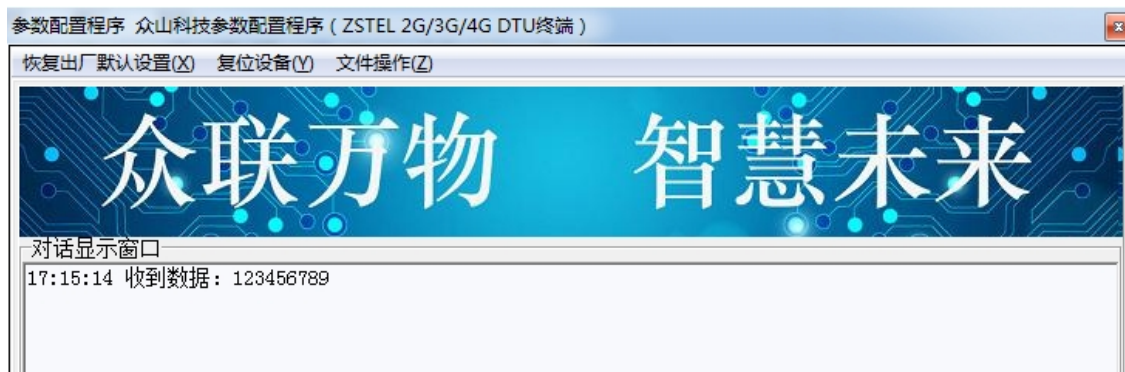 参数配置程序 众山科技参数配置程序（ZSTEL 2G/3G/4G DTU终端）
恢复出厂默认设置(X) 复位设备(Y) 文件操作(Z)
众联万物 智慧未来
对话显示窗口
17:15:14 收到数据：123456789